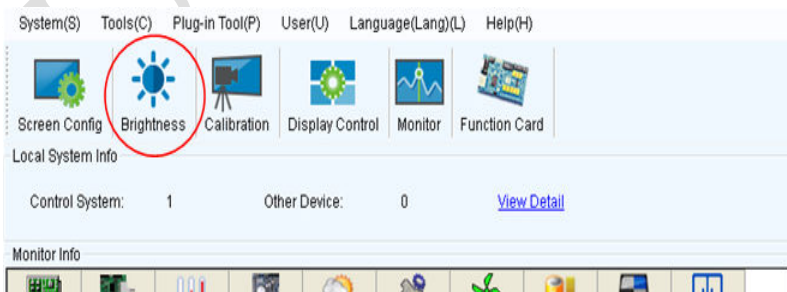 System(S) Tools(C) Plug-in Tool(P) User(U) Language(Lang)(L) Help(H)
Screen Config Brightness Calibration Display Control Monitor Function Card
Local System Info
Control System: 1 Other Device: 0 View Detail
Monitor Info